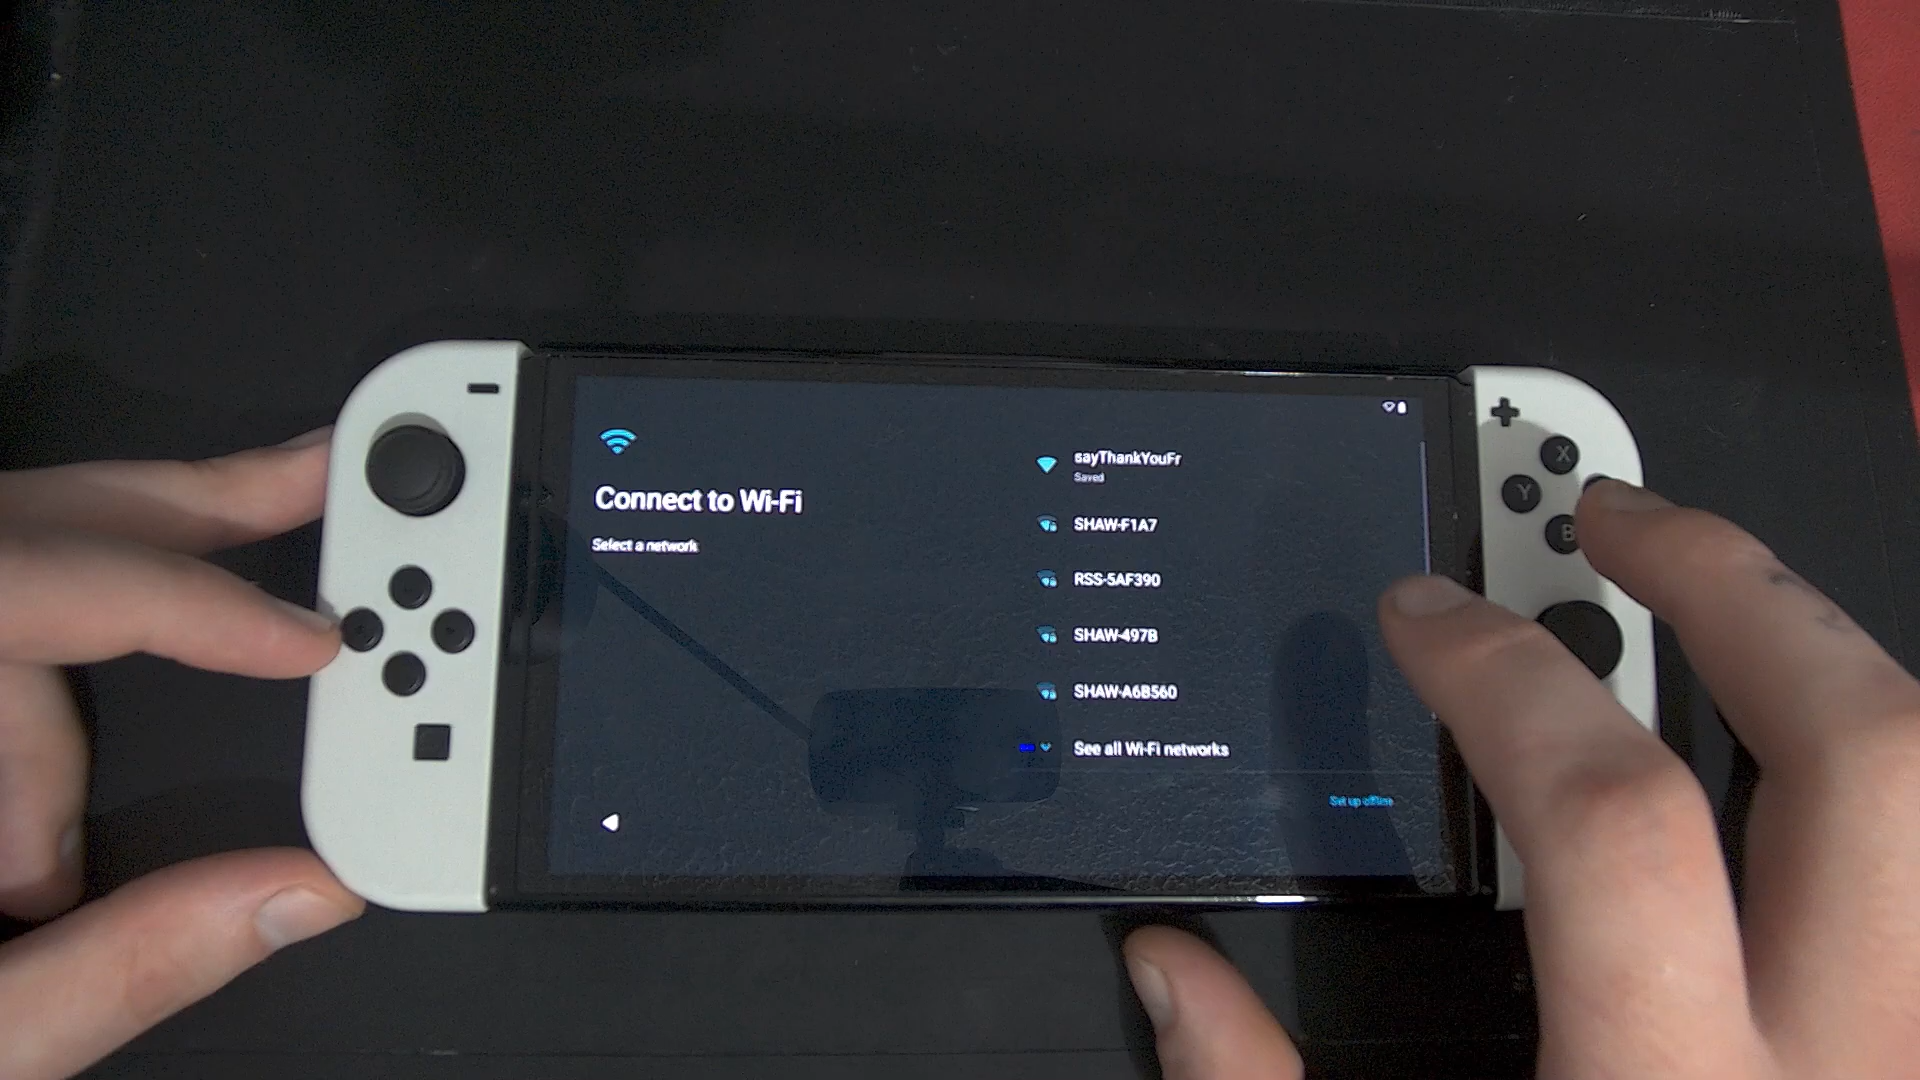 Connect to Wi-Fi
Select a network
sayThankYouFr
Saved
SHAW-F1A7
RSS-5AF390
SHAW-497B
SHAW-A6B560
See all Wi-Fi networks
Set up offline
X
Y
B